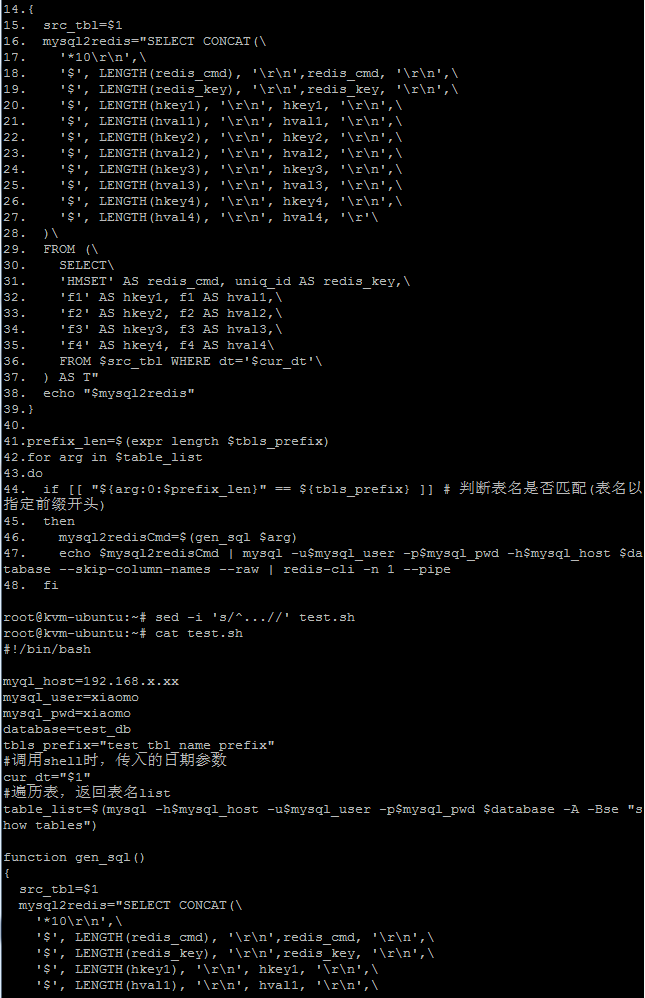 14.{
15.  src_tbl=$1
16.  mysql2redis="SELECT CONCAT(\
17.    '*10\r\n',\
18.    '$', LENGTH(redis_cmd), '\r\n',redis_cmd, '\r\n',\
19.    '$', LENGTH(redis_key), '\r\n',redis_key, '\r\n',\
20.    '$', LENGTH(hkey1), '\r\n', hkey1, '\r\n',\
21.    '$', LENGTH(hval1), '\r\n', hval1, '\r\n',\
22.    '$', LENGTH(hkey2), '\r\n', hkey2, '\r\n',\
23.    '$', LENGTH(hval2), '\r\n', hval2, '\r\n',\
24.    '$', LENGTH(hkey3), '\r\n', hkey3, '\r\n',\
25.    '$', LENGTH(hval3), '\r\n', hval3, '\r\n',\
26.    '$', LENGTH(hkey4), '\r\n', hkey4, '\r\n',\
27.    '$', LENGTH(hval4), '\r\n', hval4, '\r'\
28.  )\
29.  FROM (\
30.    SELECT\
31.    'HMSET' AS redis_cmd, uniq_id AS redis_key,\
32.    'f1' AS hkey1, f1 AS hval1,\
33.    'f2' AS hkey2, f2 AS hval2,\
34.    'f3' AS hkey3, f3 AS hval3,\
35.    'f4' AS hkey4, f4 AS hval4\
36.    FROM $src_tbl WHERE dt='$cur_dt'\
37.  ) AS T"
38.  echo "$mysql2redis"
39.}
40.
41.prefix_len=$(expr length $tbls_prefix)
42.for arg in $table_list
43.do
44.  if [[ "${arg:0:$prefix_len}" == ${tbls_prefix} ]] # 判断表名是否匹配(表名以
指定前缀开头)
45.  then
46.    mysql2redisCmd=$(gen_sql $arg)
47.    echo $mysql2redisCmd | mysql -u$mysql_user -p$mysql_pwd -h$mysql_host $da
tabase --skip-column-names --raw | redis-cli -n 1 --pipe
48.  fi
root@kvm-ubuntu:~# sed -i 's/^...//' test.sh
root@kvm-ubuntu:~# cat test.sh
#!/bin/bash
myql_host=192.168.x.xx
mysql_user=xiaomo
mysql_pwd=xiaomo
database=test_db
tbls_prefix="test_tbl_name_prefix"
#调用shell时，传入的日期参数
cur_dt="$1"
#遍历表，返回表名list
table_list=$(mysql -h$mysql_host -u$mysql_user -p$mysql_pwd $database -A -Bse "s
how tables")
function gen_sql()
{
  src_tbl=$1
  mysql2redis="SELECT CONCAT(\
    '*10\r\n',\
    '$', LENGTH(redis_cmd), '\r\n',redis_cmd, '\r\n',\
    '$', LENGTH(redis_key), '\r\n',redis_key, '\r\n',\
    '$', LENGTH(hkey1), '\r\n', hkey1, '\r\n',\
    '$', LENGTH(hval1), '\r\n', hval1, '\r\n',\